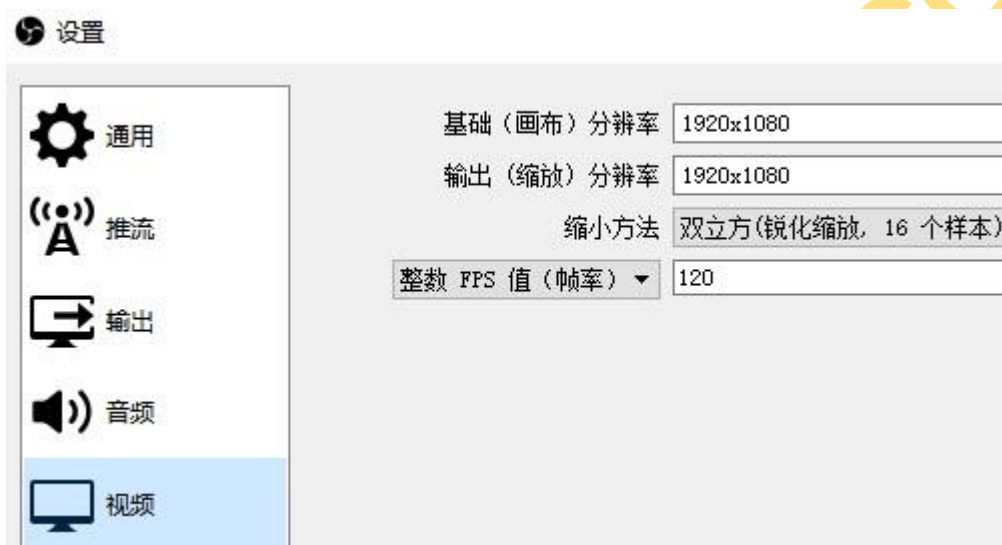 设置
通用
推流
输出
音频
视频
基础（画布）分辨率 1920x1080
输出（缩放）分辨率 1920x1080
缩小方法 双立方(锐化缩放, 16 个样本)
整数 FPS 值（帧率） 120